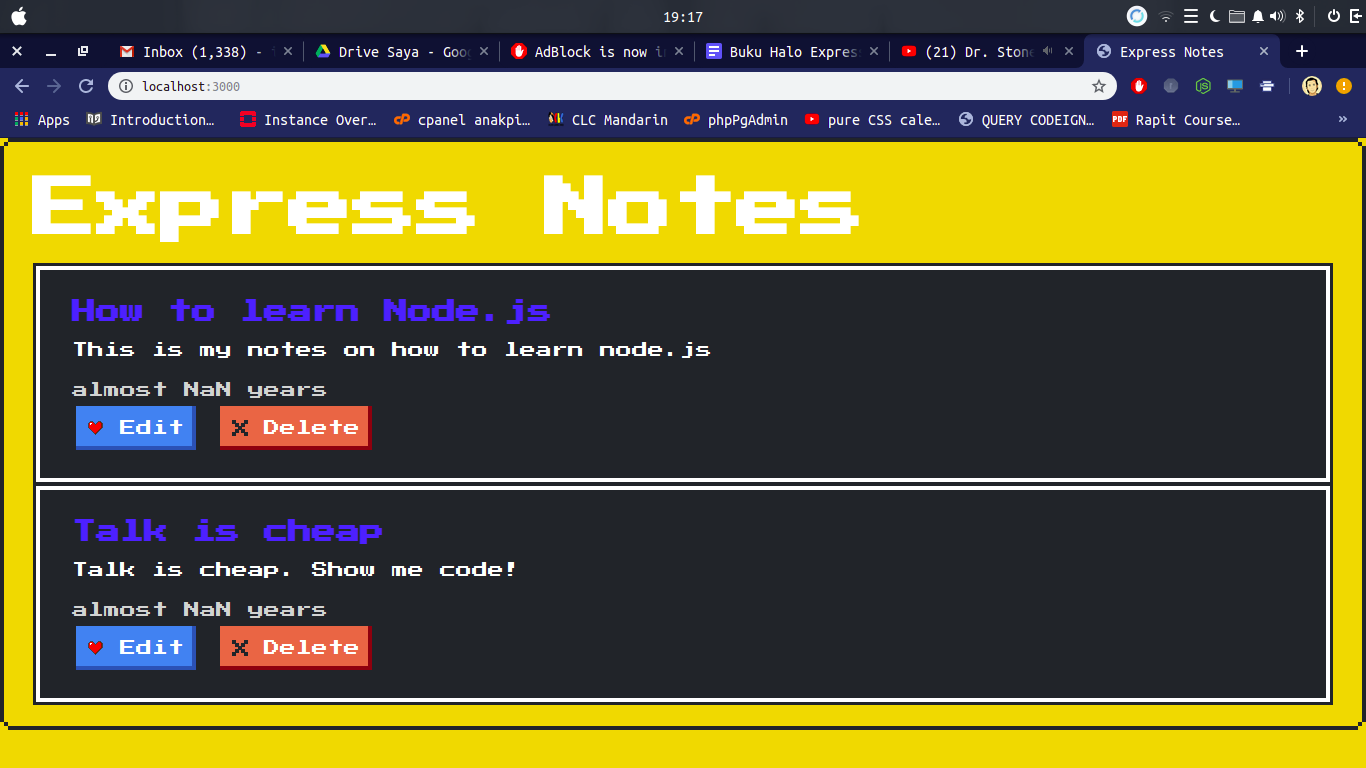 19:17
Inbox (1,338) -
Drive Saya - Goo
AdBlock is now i
Buku Halo Expres
(21) Dr. Stone
Express Notes
localhost:3000
Apps
Introduction…
Instance Over…
cpanel anakpi…
CLC Mandarin
phpPgAdmin
pure CSS cale…
QUERY CODEIGN…
PDF
Rapit Course…
»
Express Notes
How to learn Node.js
This is my notes on how to learn node.js
almost NaN years
Edit
Delete
Talk is cheap
Talk is cheap. Show me code!
almost NaN years
Edit
Delete